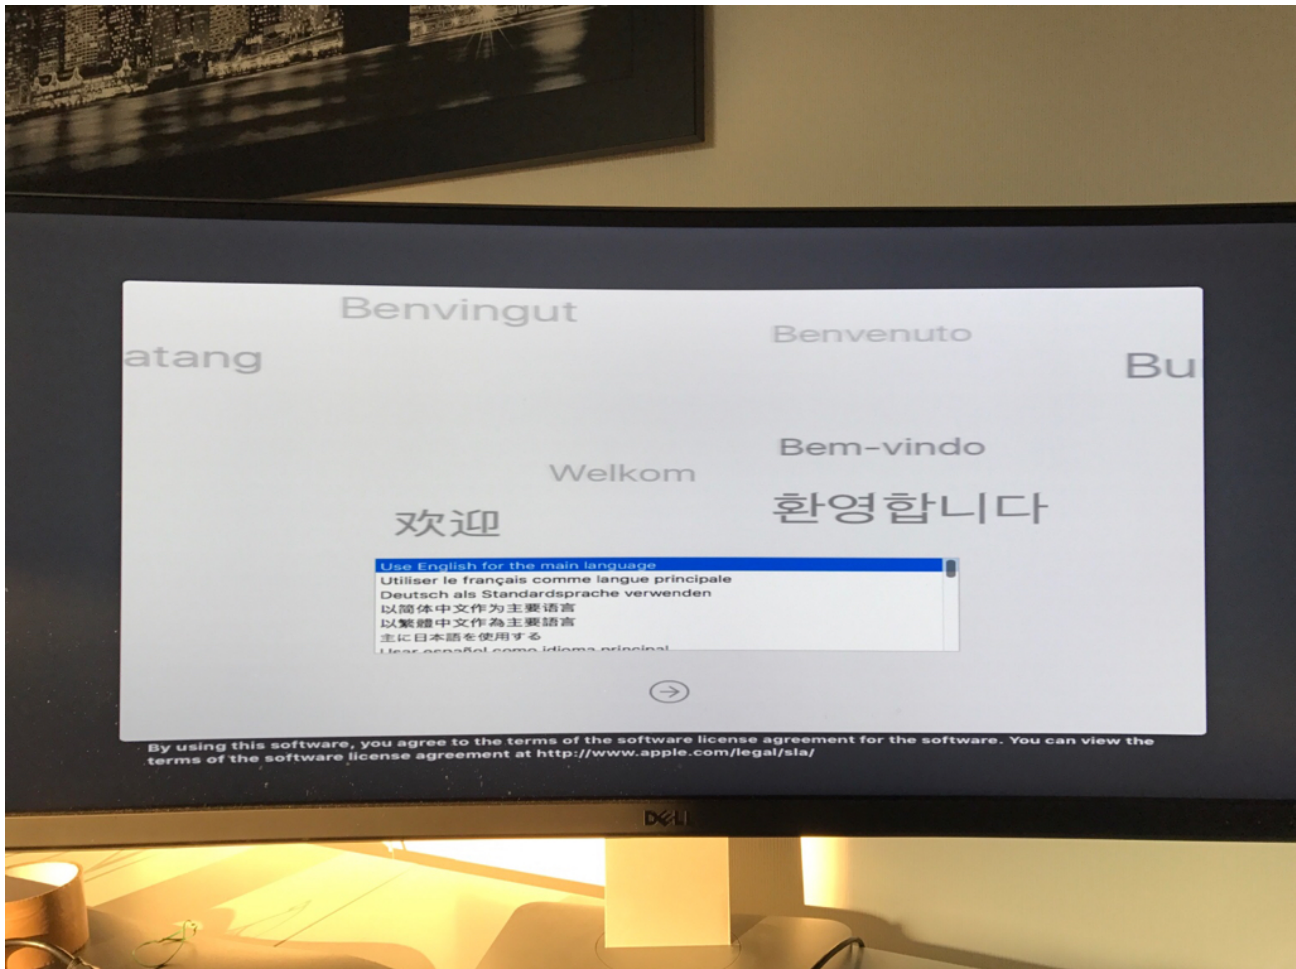 Benvingut
Benvenuto
atang
Bu
Bem-vindo
Welkom
欢迎
환영합니다
Use English for the main language
Utiliser le français comme langue principale
Deutsch als Standardsprache verwenden
以简体中文作为主要语言
以繁體中文作為主要語言
主に日本語を使用する
Usar español como idioma principal
By using this software, you agree to the terms of the software license agreement for the software. You can view the
terms of the software license agreement at http://www.apple.com/legal/sla/
DELL